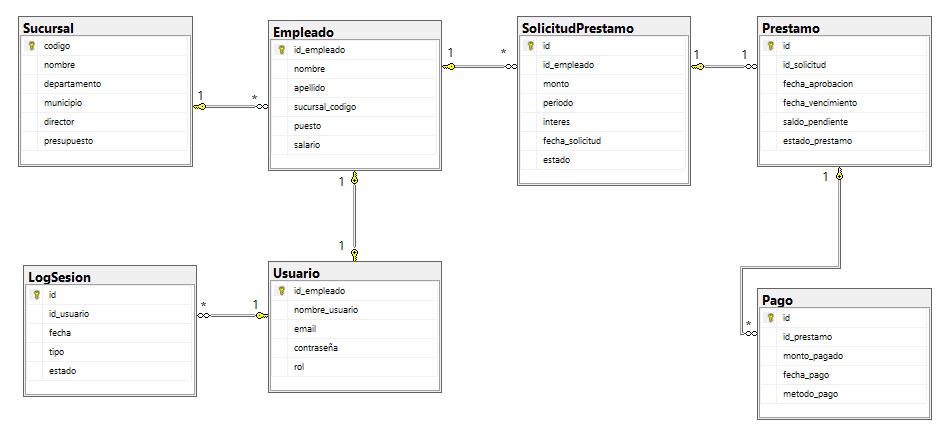 Sucursal
codigo
nombre
departamento
municipio
director
presupuesto
1
*
Empleado
id_empleado
nombre
apellido
sucursal_codigo
puesto
salario
1
*
SolicitudPrestamo
id
id_empleado
monto
periodo
interes
fecha_solicitud
estado
1
1
Prestamo
id
id_solicitud
fecha_aprobacion
fecha_vencimiento
saldo_pendiente
estado_prestamo
1
1
1
LogSesion
id
id_usuario
fecha
tipo
estado
*
1
Usuario
id_empleado
nombre_usuario
email
contraseña
rol
*
Pago
id
id_prestamo
monto_pagado
fecha_pago
metodo_pago